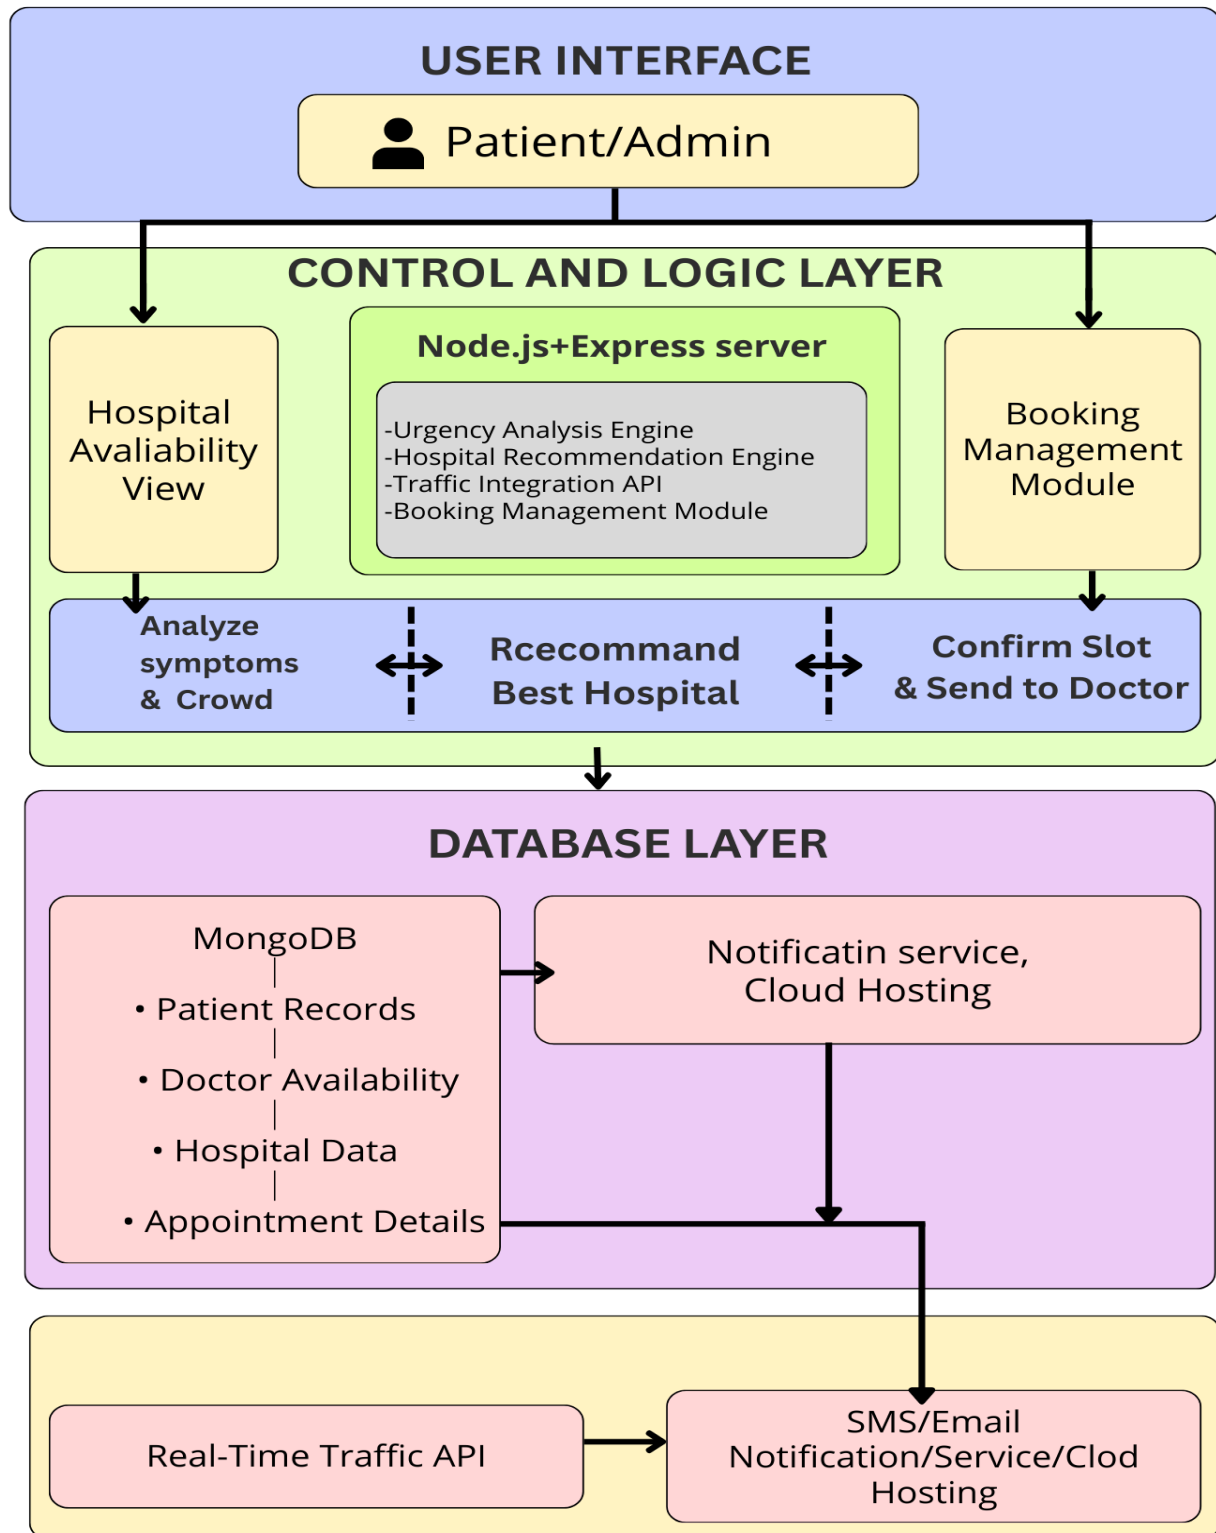 USER INTERFACE
Patient/Admin
CONTROL AND LOGIC LAYER
Hospital
Avaliability
View
Node.js+Express server
-Urgency Analysis Engine
-Hospital Recommendation Engine
-Traffic Integration API
-Booking Management Module
Booking
Management
Module
Analyze
symptoms
& Crowd
Rcecommand
Best Hospital
Confirm Slot
& Send to Doctor
DATABASE LAYER
MongoDB
• Patient Records
• Doctor Availability
• Hospital Data
• Appointment Details
Notificatin service,
Cloud Hosting
Real-Time Traffic API
SMS/Email
Notification/Service/Clod
Hosting